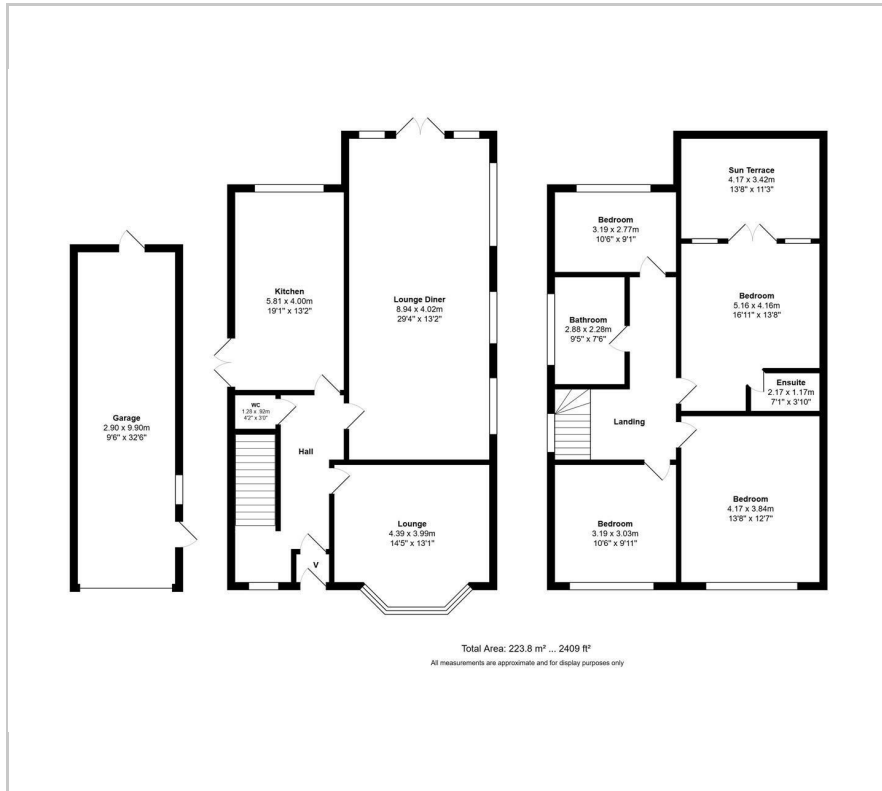 Garage
2.90 x 9.90m
9'6" x 32'6"
Kitchen
5.81 x 4.00m
19'1" x 13'2"
Lounge Diner
8.94 x 4.02m
29'4" x 13'2"
WC
1.28 x .92m
4'2" x 3'0"
Hall
Lounge
4.39 x 3.99m
14'5" x 13'1"
V
Sun Terrace
4.17 x 3.42m
13'8" x 11'3"
Bedroom
3.19 x 2.77m
10'6" x 9'1"
Bedroom
5.16 x 4.16m
16'11" x 13'8"
Bathroom
2.88 x 2.28m
9'5" x 7'6"
Ensuite
2.17 x 1.17m
7'1" x 3'10"
Landing
Bedroom
4.17 x 3.84m
13'8" x 12'7"
Bedroom
3.19 x 3.03m
10'6" x 9'11"
Total Area: 223.8 m² ... 2409 ft²
All measurements are approximate and for display purposes only